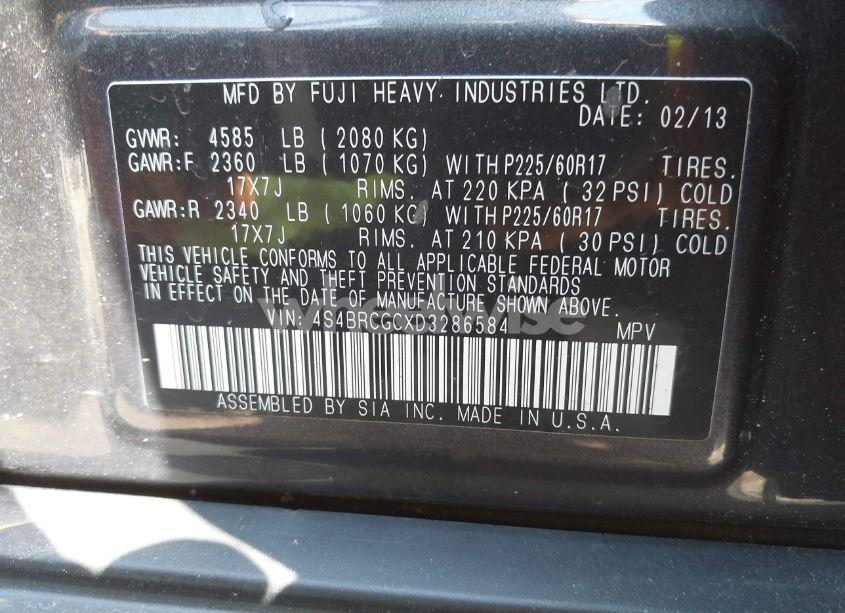 MFD BY FUJI HEAVY INDUSTRIES LTD.
DATE: 02/13
GVWR: 4585 LB ( 2080 KG)
GAWR:F 2360 LB ( 1070 KG) WITH P225/60R17 TIRES.
17X7J RIMS. AT 220 KPA ( 32 PSI) COLD
GAWR:R 2340 LB ( 1060 KG) WITH P225/60R17 TIRES.
17X7J RIMS. AT 210 KPA ( 30 PSI) COLD
THIS VEHICLE CONFORMS TO ALL APPLICABLE FEDERAL MOTOR
VEHICLE SAFETY AND THEFT PREVENTION STANDARDS
IN EFFECT ON THE DATE OF MANUFACTURE SHOWN ABOVE.
wheelwise
VIN 4S4BRCGCXD3286584 MPV
ASSEMBLED BY SIA INC. MADE IN U.S.A.